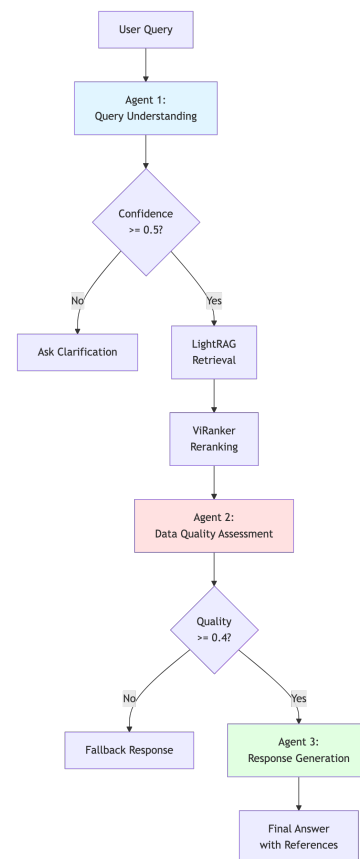 User Query
Agent 1:
Query Understanding
Confidence
>= 0.5?
No
Yes
Ask Clarification
LightRAG
Retrieval
ViRanker
Reranking
Agent 2:
Data Quality Assessment
Quality
>= 0.4?
No
Yes
Fallback Response
Agent 3:
Response Generation
Final Answer
with References